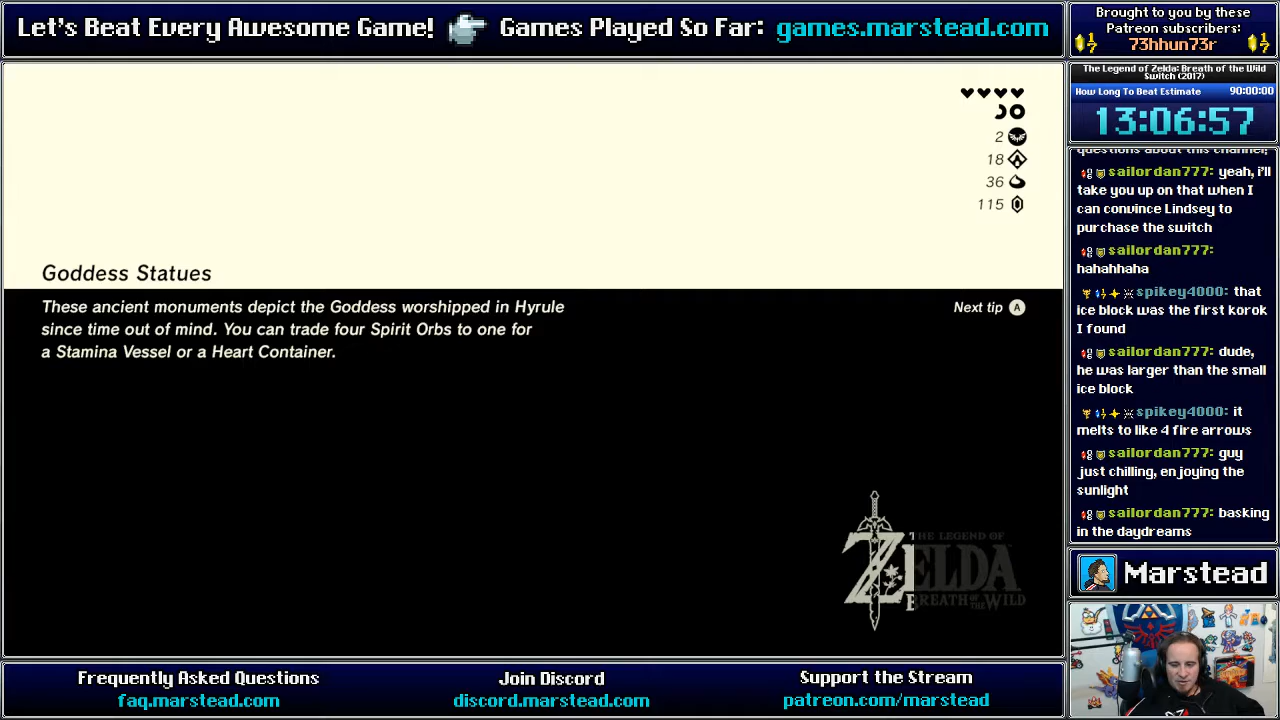 Let's Beat Every Awesome Game!
Games Played So Far: games.marstead.com
Brought to you by these
Patreon subscribers:
73hhun73r
The Legend of Zelda: Breath of the Wild
Switch (2017)
How Long To Beat Estimate 90:00:00
13:06:57
2
18
36
115
Goddess Statues
These ancient monuments depict the Goddess worshipped in Hyrule
since time out of mind. You can trade four Spirit Orbs to one for
a Stamina Vessel or a Heart Container.
Next tip A
THE LEGEND OF
ZELDA
BREATH OF THE WILD
questions about this channel!
sailordan777: yeah, i'll
take you up on that when I
can convince Lindsey to
purchase the switch
sailordan777:
hahahhaha
spikey4000: that
Ice block was the first korok
I found
sailordan777: dude,
he was larger than the small
ice block
spikey4000: it
melts to like 4 fire arrows
sailordan777: guy
just chilling, enjoying the
sunlight
sailordan777: basking
in the daydreams
Marstead
Frequently Asked Questions
faq.marstead.com
Join Discord
discord.marstead.com
Support the Stream
patreon.com/marstead